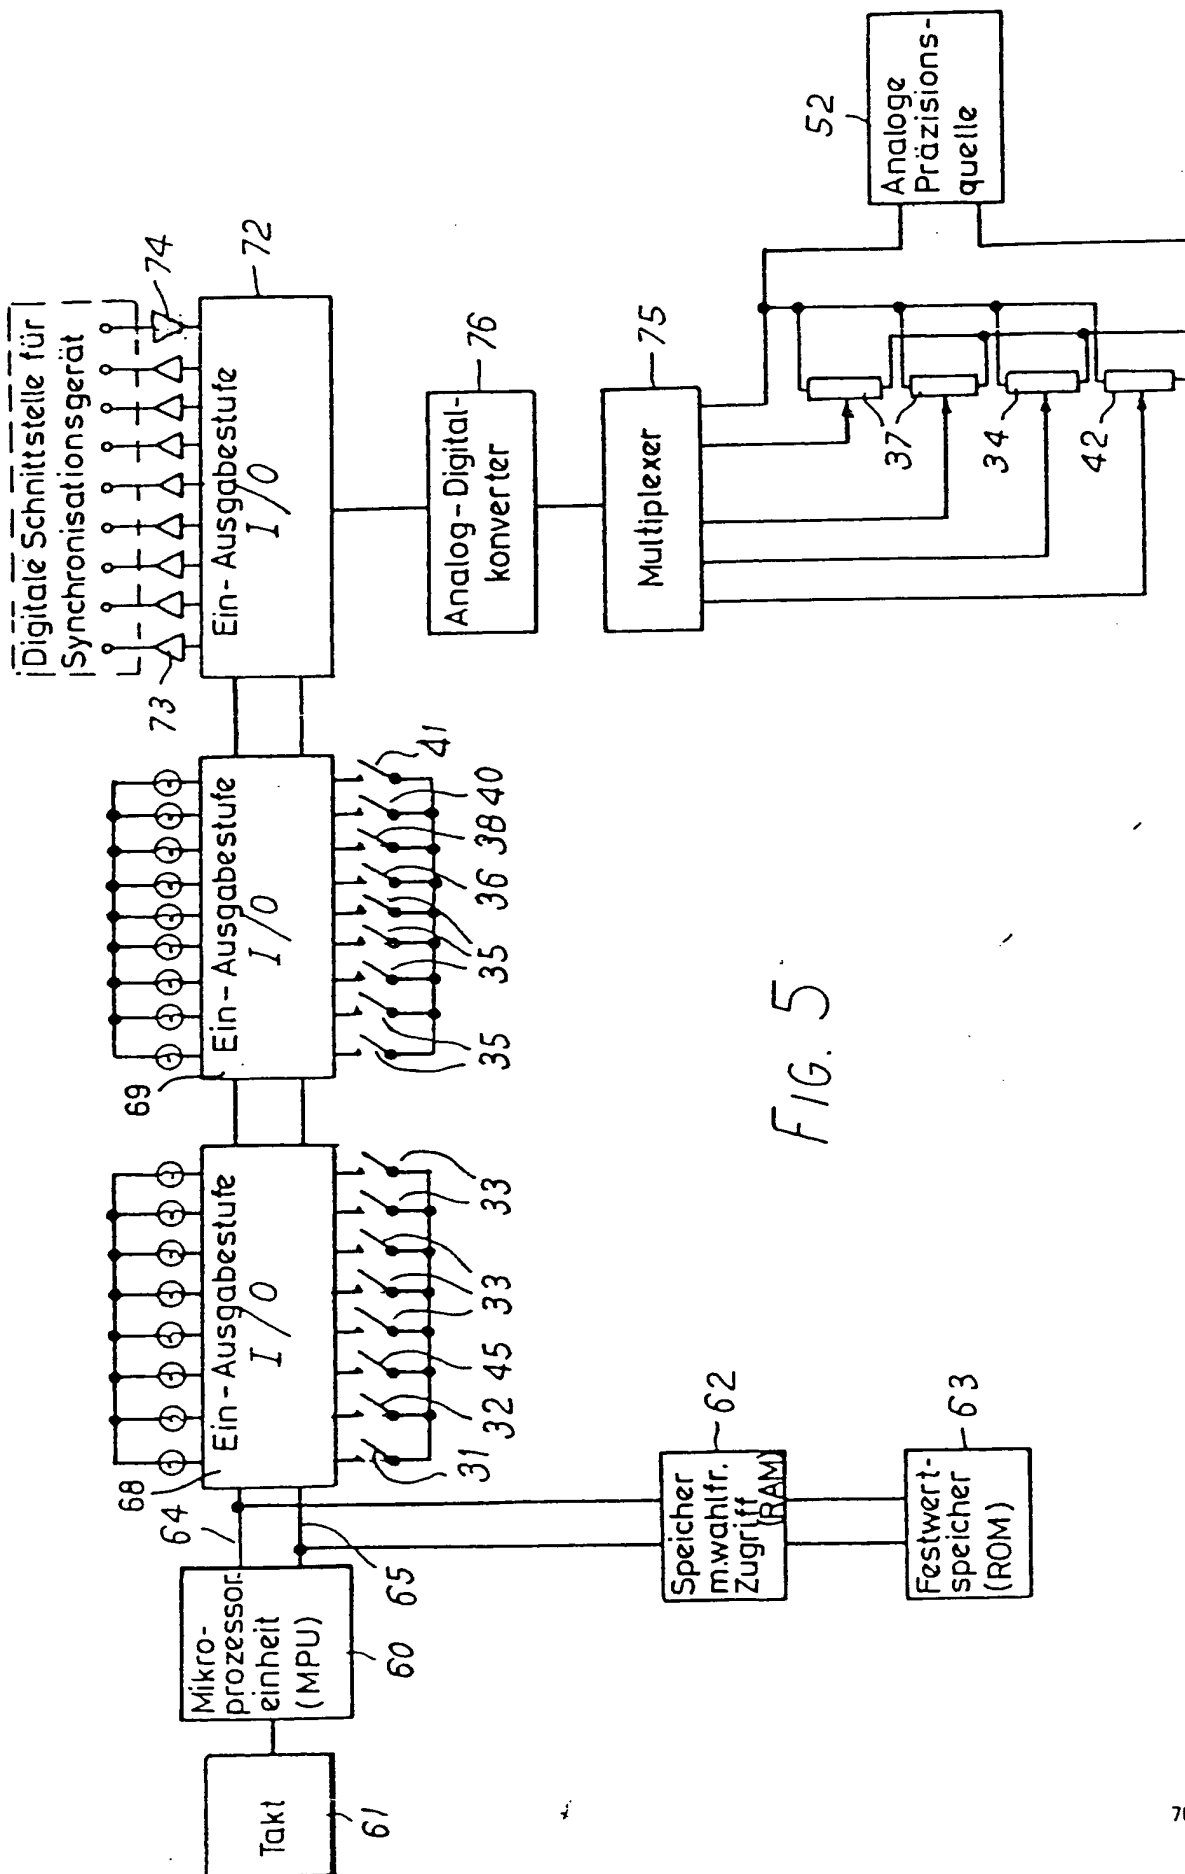 Takt
61
Mikro-
prozessor-
einheit
(MPU)
60
64
65
68
Ein-Ausgabestufe
I/O
31
32
45
33
33
33
33
69
Ein-Ausgabestufe
I/O
35
35
36
38
40
41
Digitale Schnittstelle für
Synchronisationsgerät
73
74
Ein-Ausgabestufe
I/O
72
Analog-Digital-
konverter
76
Multiplexer
75
37
34
42
Analoge
Präzisions-
quelle
52
Speicher
m.wahlfr.
Zugriff
(RAM)
62
Festwert-
speicher
(ROM)
63
FIG. 5